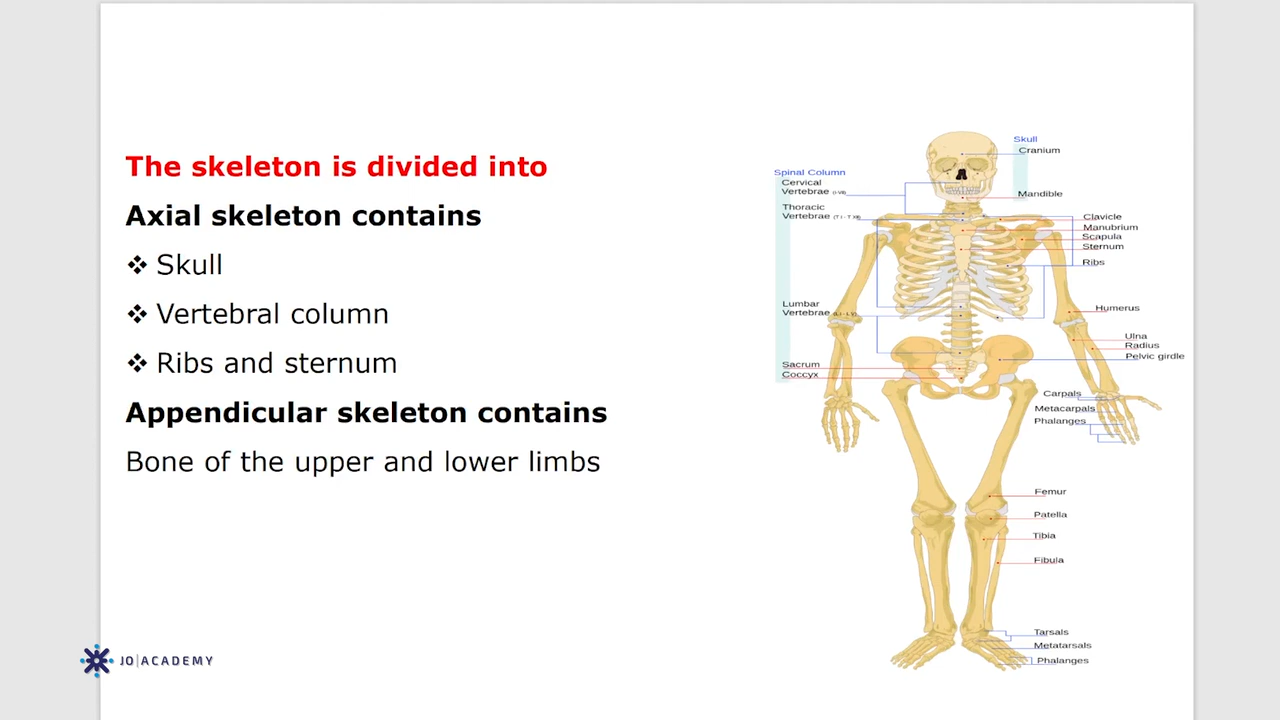 The skeleton is divided into
Axial skeleton contains
❖ Skull
❖ Vertebral column
❖ Ribs and sternum
Appendicular skeleton contains
Bone of the upper and lower limbs
Skull
Cranium
Mandible
Spinal Column
Cervical
Vertebrae (I-VII)
Thoracic
Vertebrae
Lumbar
Vertebrae (L I - L V)
Sacrum
Coccyx
Clavicle
Manubrium
Scapula
Sternum
Ribs
Humerus
Ulna
Radius
Pelvic girdle
Carpals
Metacarpals
Phalanges
Femur
Patella
Tibia
Fibula
Tarsals
Metatarsals
Phalanges
JO|ACADEMY